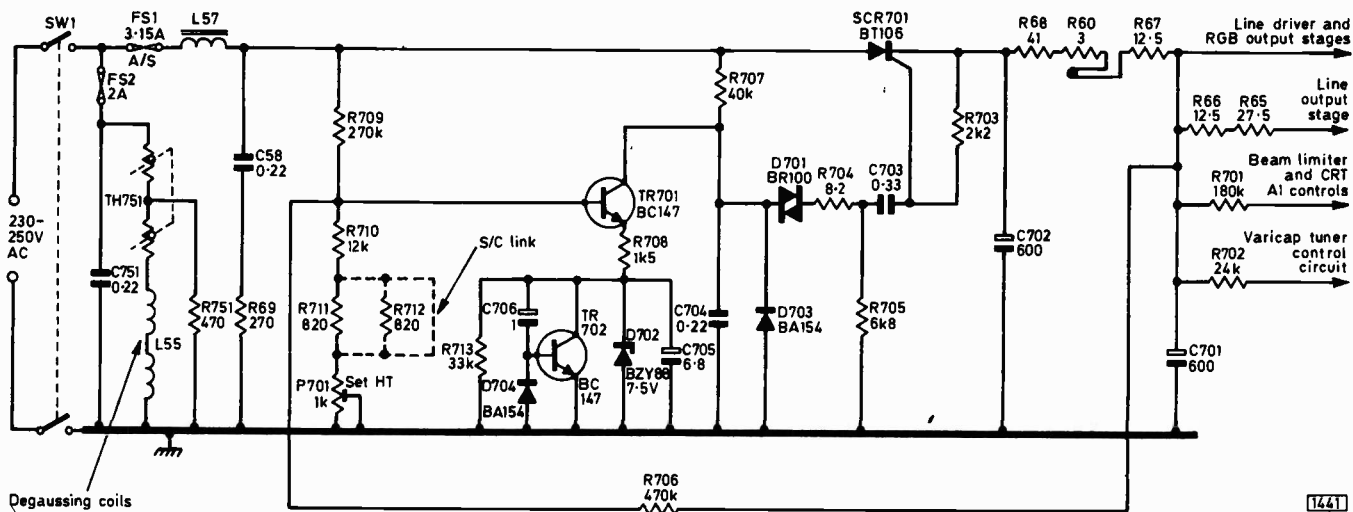 SW1
FS1
3·15A
A/S
L57
FS2
2A
TH751
230-
250V
AC
C751
0·22
R751
470
L55
Degaussing coils
C58
0·22
R69
270
R709
270k
R710
12k
R711
820
R712
820
S/C link
P701
1k
Set HT
R713
33k
C706
1
D704
BA154
TR
702
BC
147
TR701
BC147
R708
1k5
D702
BZY88
7·5V
C705
6·8
R707
40k
C704
0·22
D703
BA154
D701
BR100
R704
8·2
C703
0·33
R705
6k8
SCR701
BT106
R703
2k2
C702
600
R68
41
R60
3
R67
12·5
Line driver and
RGB output stages
R66
12·5
R65
27·5
Line
output
stage
R701
180k
Beam limiter
and CRT
A1 controls
R702
24k
Varicap tuner
control
circuit
C701
600
R706
470k
1441